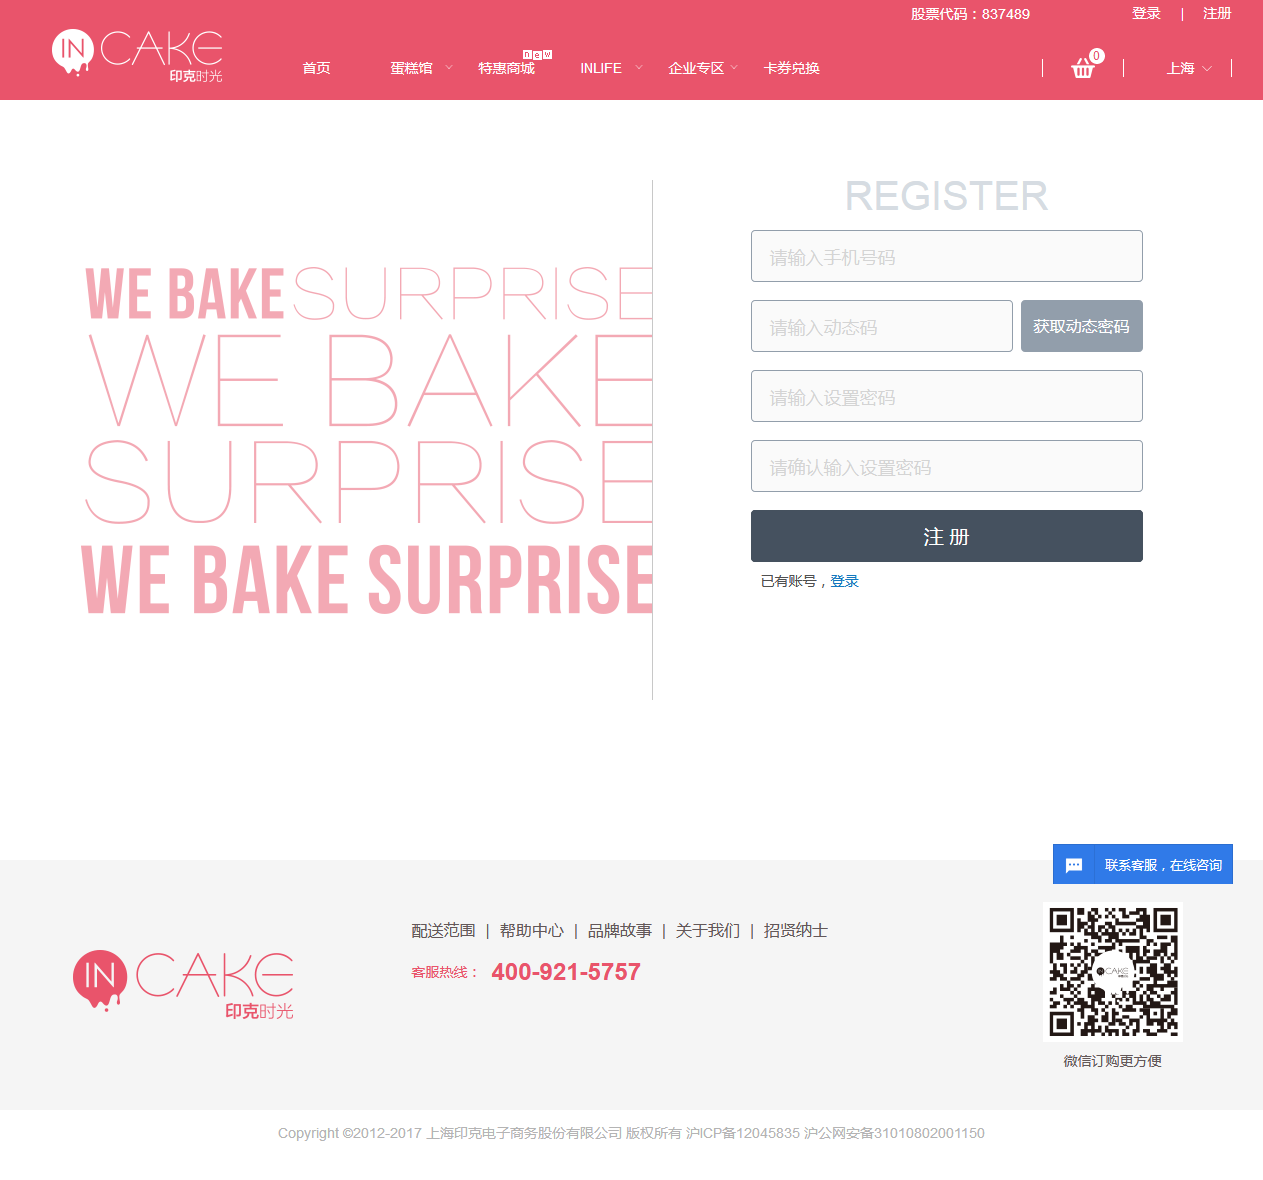 股票代码：837489
登录 | 注册
IN CAKE
印克时光
首页 蛋糕馆 特惠商城 new INLIFE 企业专区 卡券兑换
0
上海
REGISTER
请输入手机号码
请输入动态码
获取动态密码
请输入设置密码
请确认输入设置密码
注 册
已有账号，登录
WE BAKE SURPRISE
WE BAKE
SURPRISE
WE BAKE SURPRISE
联系客服，在线咨询
IN CAKE
印克时光
配送范围 | 帮助中心 | 品牌故事 | 关于我们 | 招贤纳士
客服热线： 400-921-5757
微信订购更方便
Copyright ©2012-2017 上海印克电子商务股份有限公司 版权所有 沪ICP备12045835 沪公网安备31010802001150